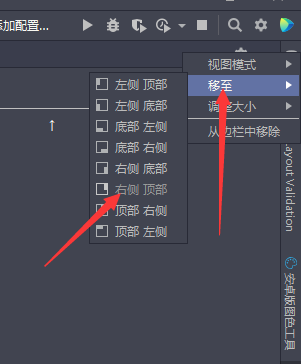 添加配置...
视图模式
移至
调整大小
从边栏中移除
左侧 顶部
左侧 底部
底部 左侧
底部 右侧
右侧 底部
右侧 顶部
顶部 右侧
顶部 左侧
Layout Validation
安卓版图色工具